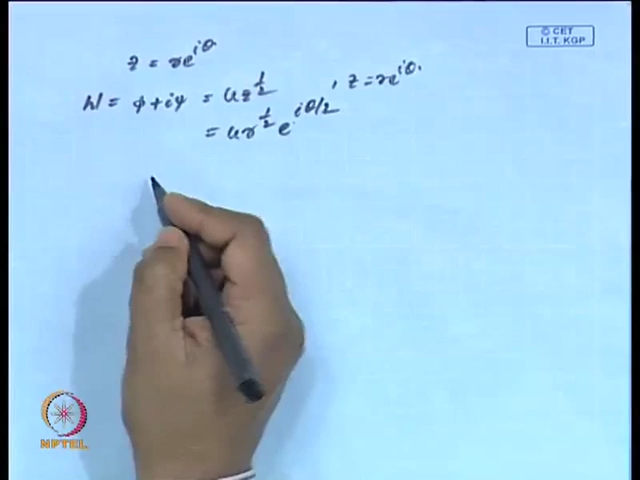 © CET
I.I.T. KGP
z = re^{iθ}
W = φ + iψ = uz^{1/2} , z = re^{iθ}.
= ur^{1/2} e^{iθ/2}
NPTEL